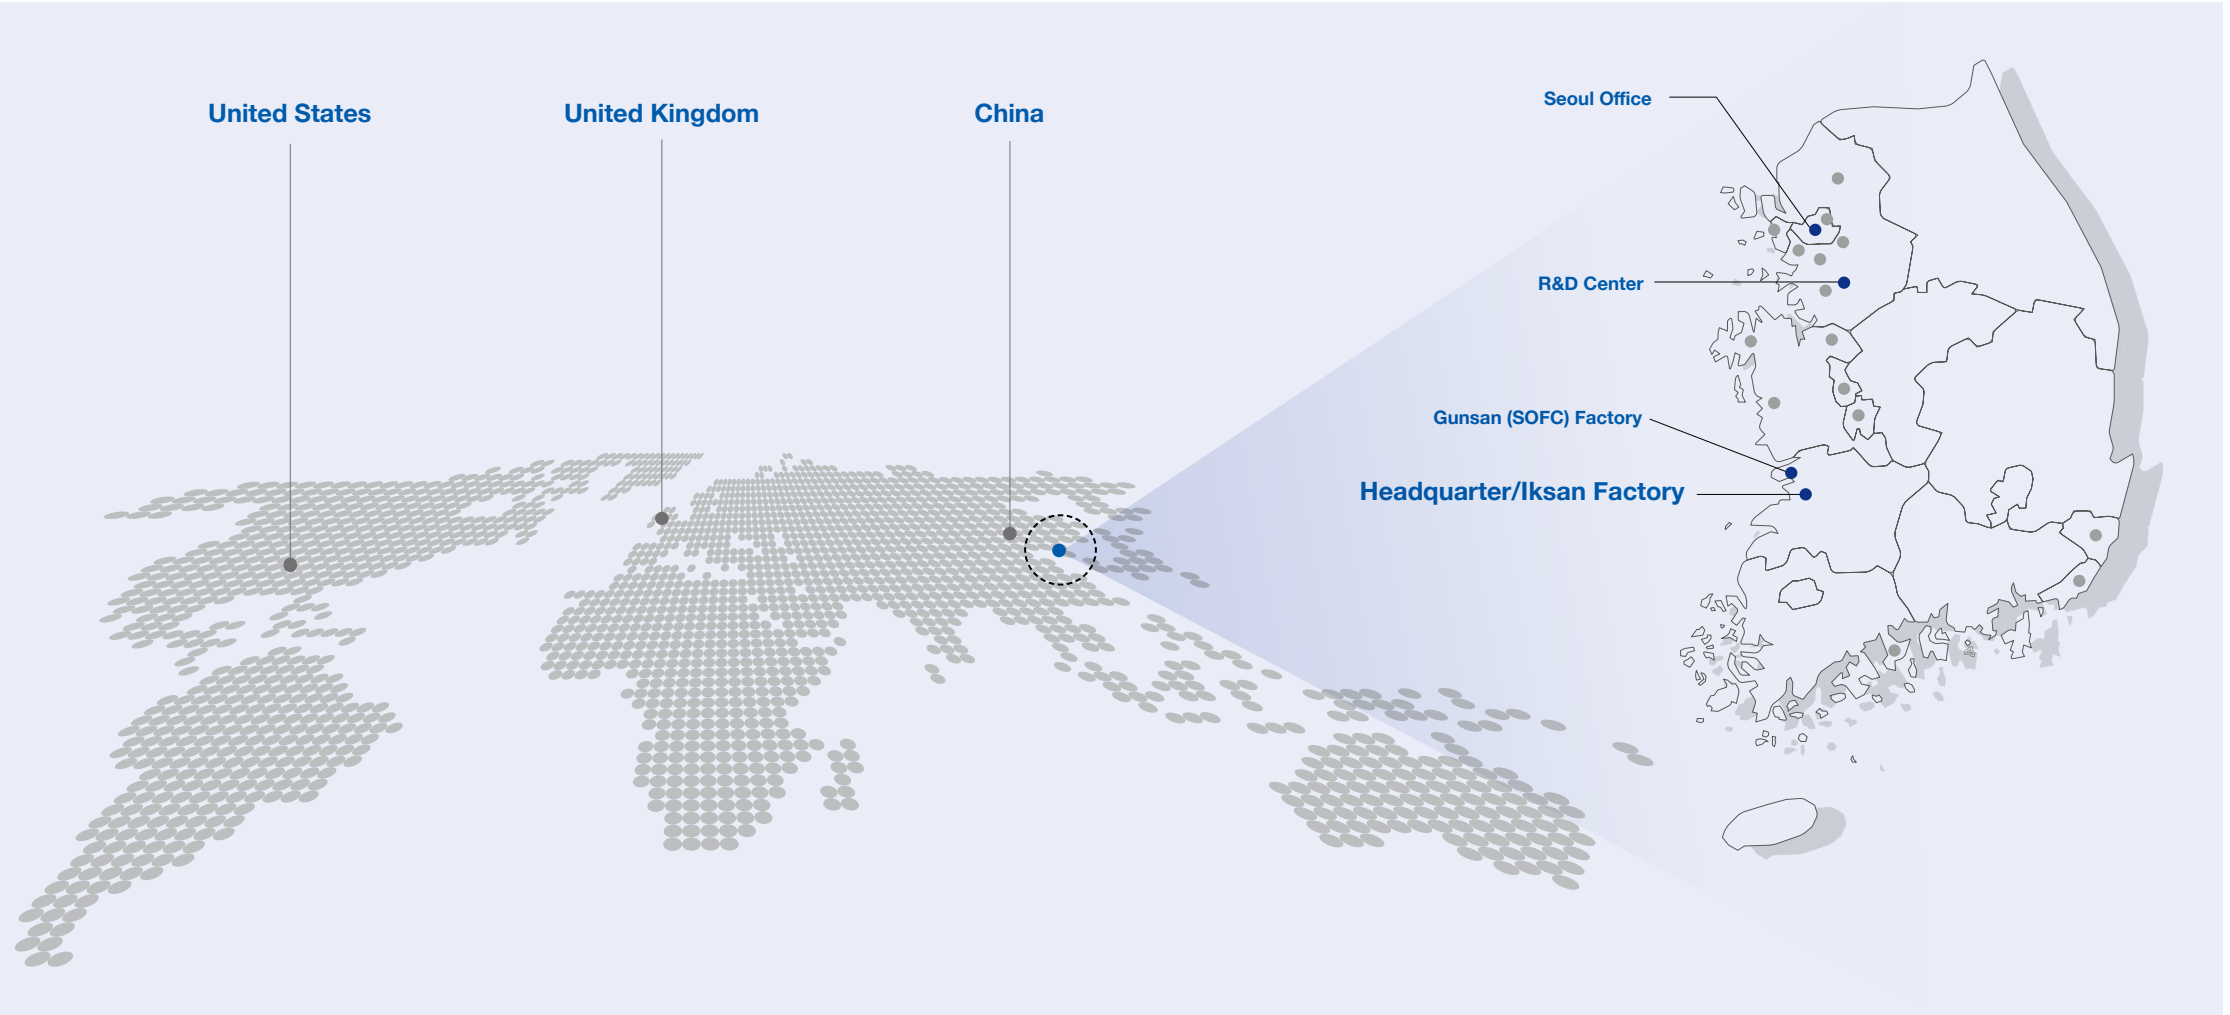 United States
United Kingdom
China
Seoul Office
R&D Center
Gunsan (SOFC) Factory
Headquarter/Iksan Factory